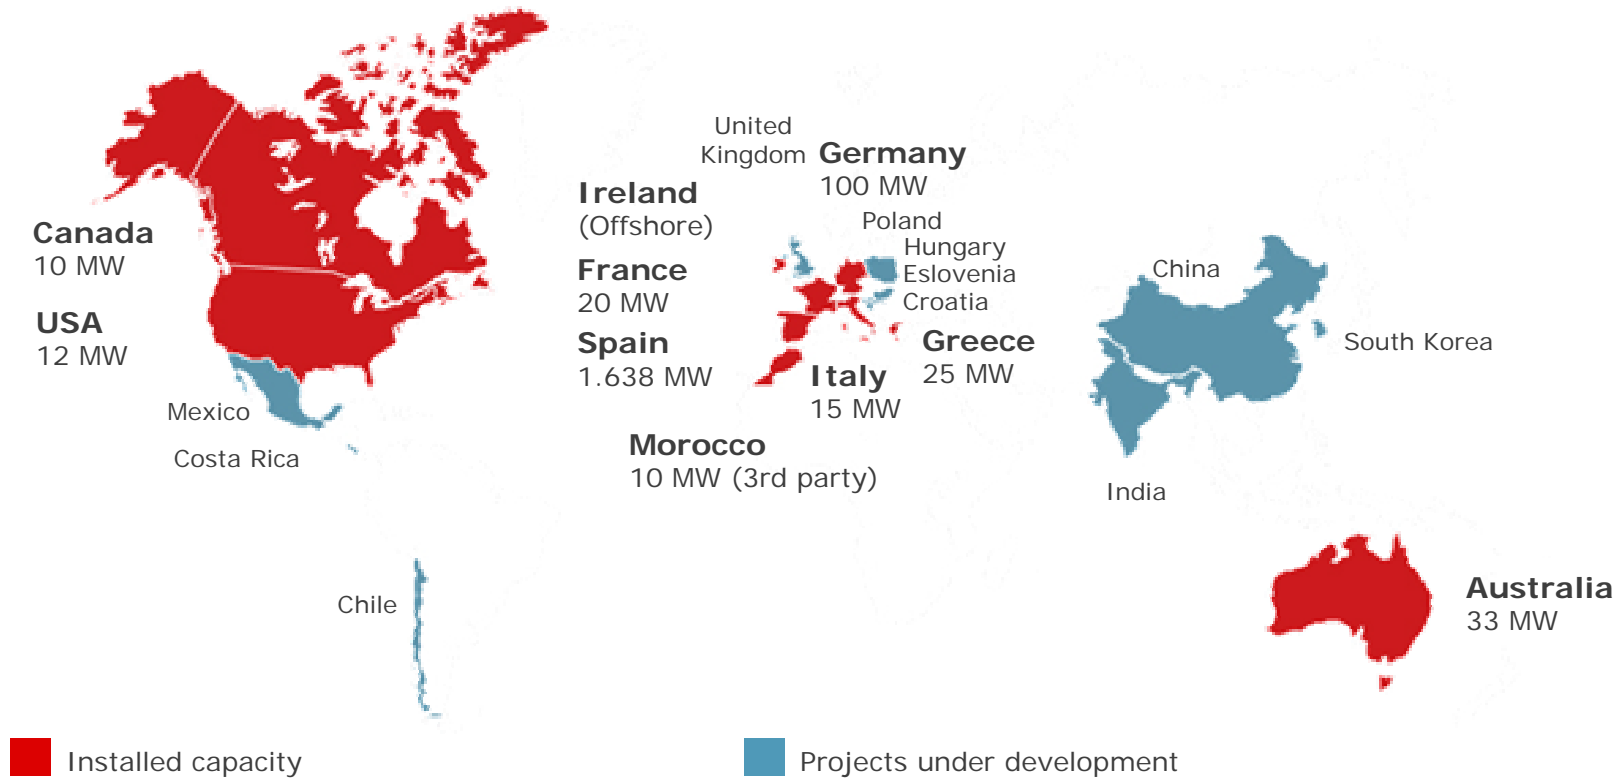 Canada
10 MW
USA
12 MW
Mexico
Costa Rica
Chile
United
Kingdom
Germany
100 MW
Ireland
(Offshore)
Poland
Hungary
Eslovenia
Croatia
France
20 MW
Spain
1.638 MW
Greece
25 MW
Italy
15 MW
Morocco
10 MW (3rd party)
China
South Korea
India
Australia
33 MW
Installed capacity
Projects under development